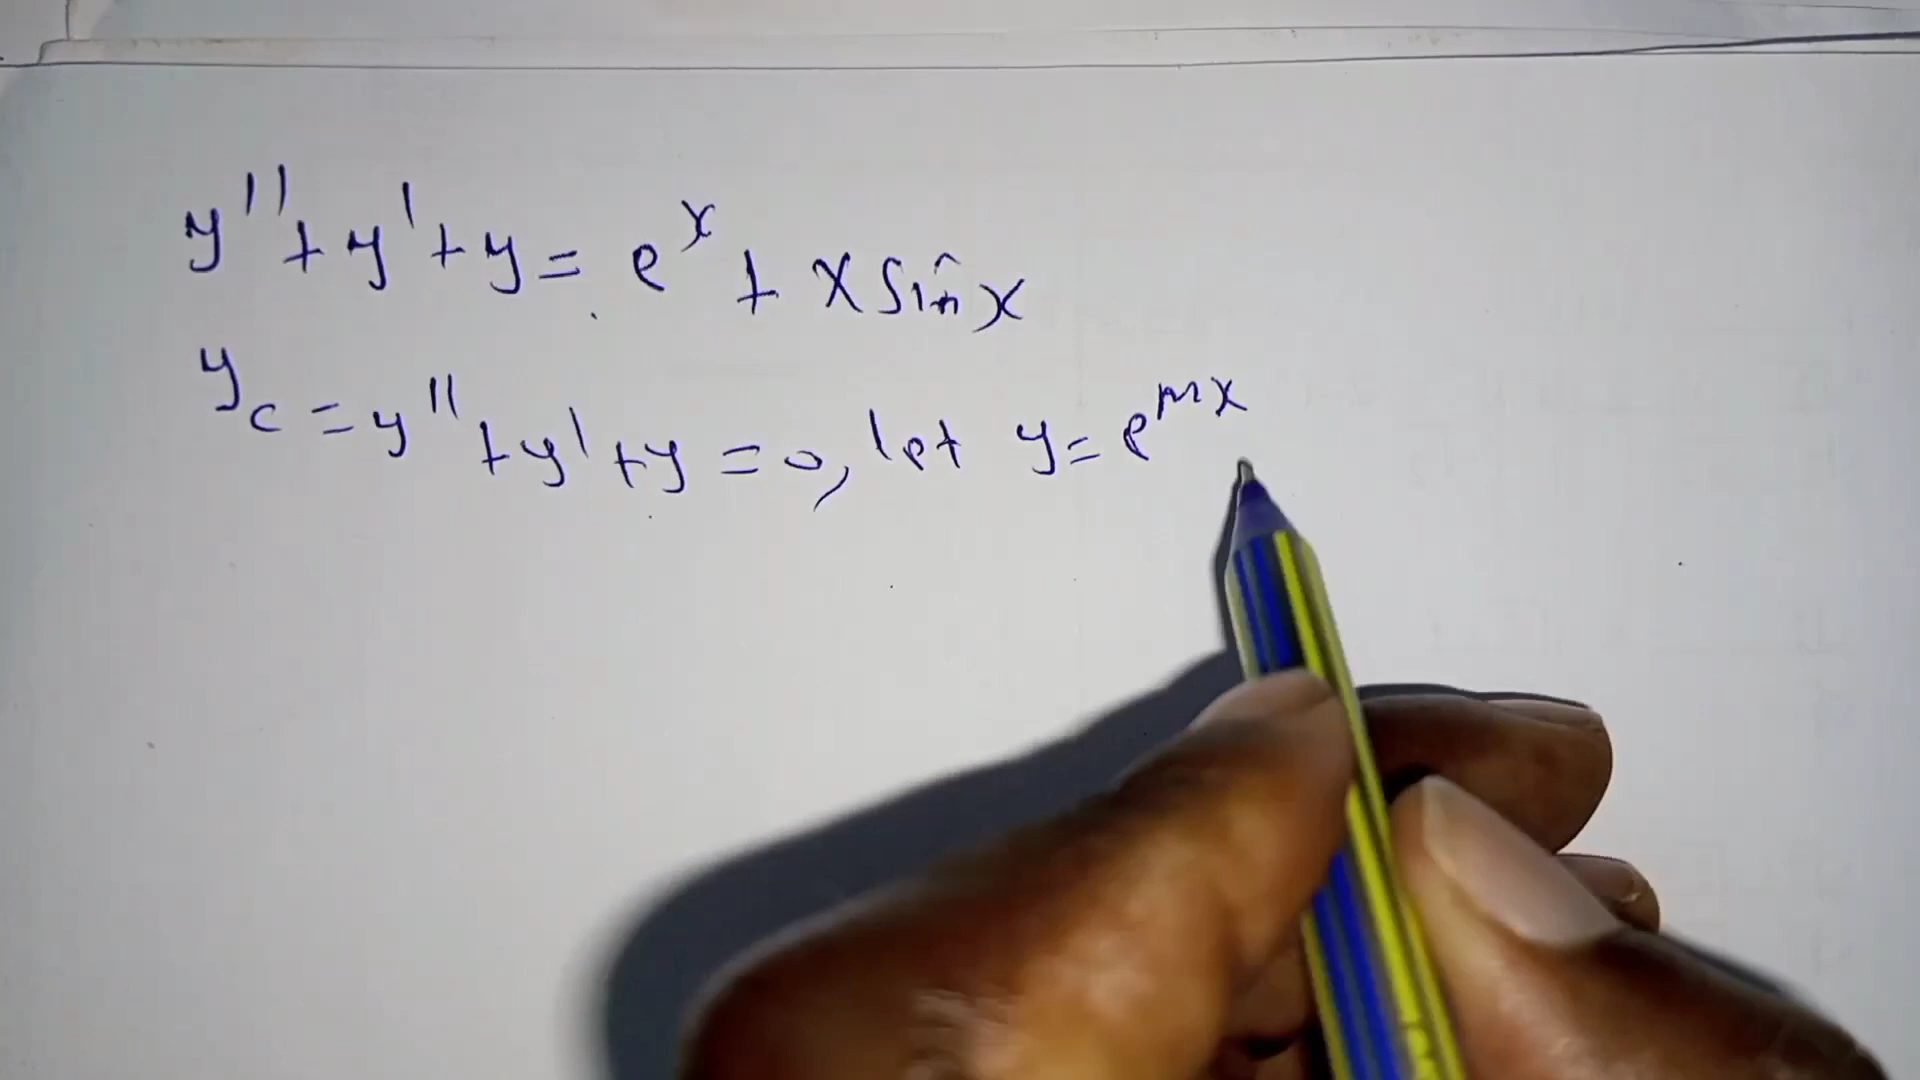 y'' + y' + y = e^x + x sin x
y_c = y'' + y' + y = 0, let y = e^mx